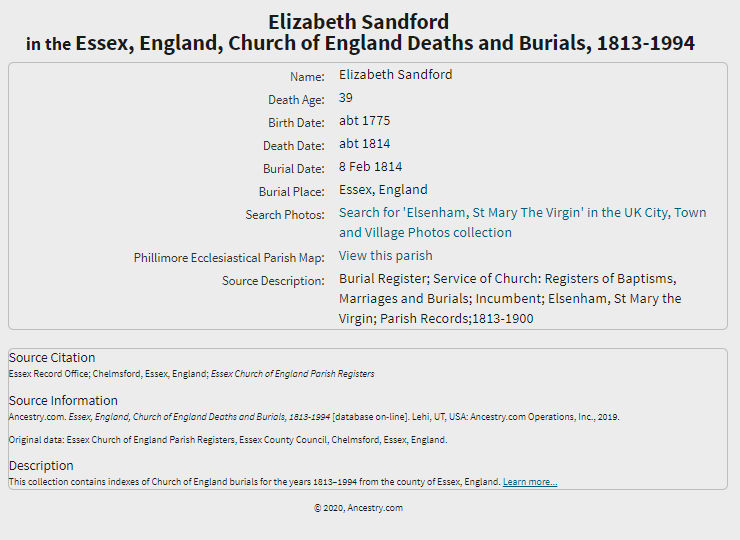 Elizabeth Sandford
in the Essex, England, Church of England Deaths and Burials, 1813-1994
Name: Elizabeth Sandford
Death Age: 39
Birth Date: abt 1775
Death Date: abt 1814
Burial Date: 8 Feb 1814
Burial Place: Essex, England
Search Photos: Search for 'Elsenham, St Mary The Virgin' in the UK City, Town
and Village Photos collection
Phillimore Ecclesiastical Parish Map: View this parish
Source Description: Burial Register; Service of Church: Registers of Baptisms,
Marriages and Burials; Incumbent; Elsenham, St Mary the
Virgin; Parish Records;1813-1900
Source Citation
Essex Record Office; Chelmsford, Essex, England; Essex Church of England Parish Registers
Source Information
Ancestry.com. Essex, England, Church of England Deaths and Burials, 1813-1994 [database on-line]. Lehi, UT, USA: Ancestry.com Operations, Inc., 2019.
Original data: Essex Church of England Parish Registers, Essex County Council, Chelmsford, Essex, England.
Description
This collection contains indexes of Church of England burials for the years 1813–1994 from the county of Essex, England. Learn more...
© 2020, Ancestry.com